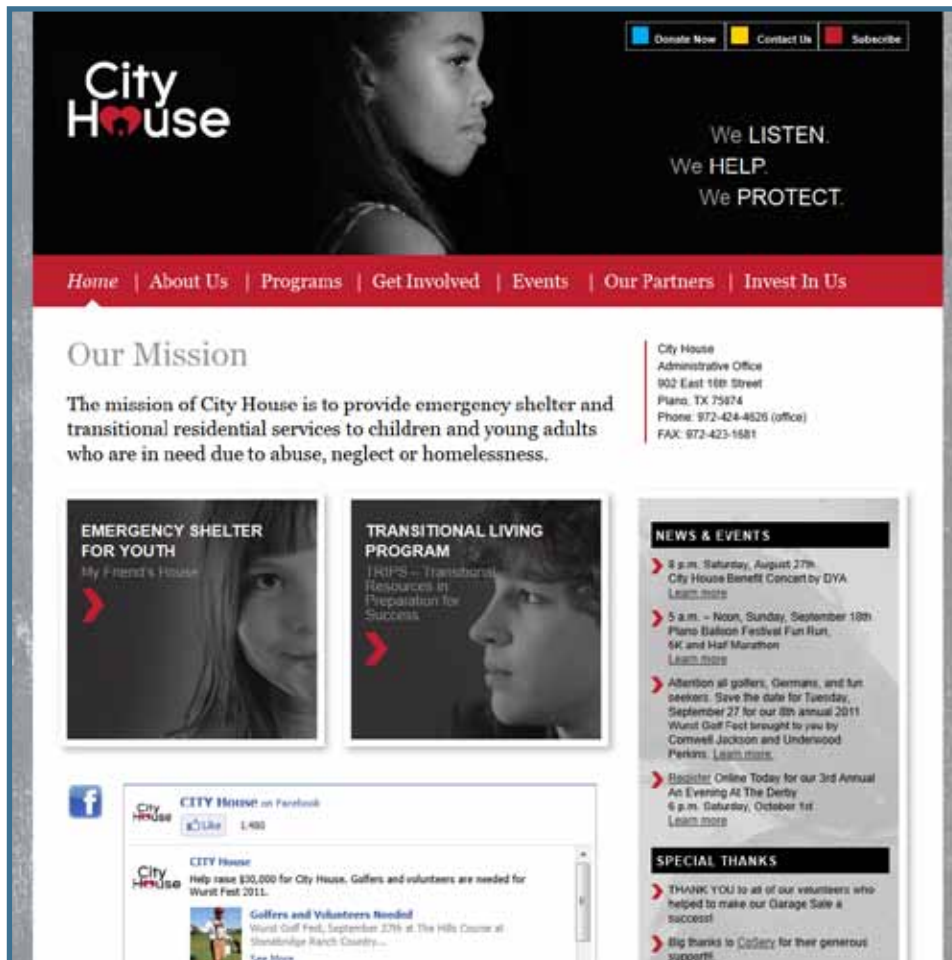 Donate Now
Contact Us
Subscribe
City
House
We LISTEN.
We HELP.
We PROTECT.
Home | About Us | Programs | Get Involved | Events | Our Partners | Invest In Us
Our Mission
The mission of City House is to provide emergency shelter and
transitional residential services to children and young adults
who are in need due to abuse, neglect or homelessness.
City House
Administrative Office
902 East 16th Street
Plano, TX 75074
Phone: 972-424-4626 (office)
FAX: 972-423-1681
EMERGENCY SHELTER
FOR YOUTH
My Friend's House
TRANSITIONAL LIVING
PROGRAM
TRIPS – Transitional
Resources in
Preparation for
Success
NEWS & EVENTS
8 p.m. Saturday, August 27th
City House Benefit Concert by DYA
Learn more
5 a.m. – Noon, Sunday, September 18th
Plano Balloon Festival Fun Run,
5K and Half Marathon
Learn more
Attention all golfers, Germans, and fun
seekers. Save the date for Tuesday,
September 27 for our 8th annual 2011
Wurst Golf Fest brought to you by
Cornwell Jackson and Underwood
Perkins. Learn more.
Register Online Today for our 3rd Annual
An Evening At The Derby
6 p.m. Saturday, October 1st
Learn more
SPECIAL THANKS
THANK YOU to all of our volunteers who
helped to make our Garage Sale a
success!
Big thanks to CoServ for their generous
support!
f
City
House
CITY House on Facebook
Like 1,480
City
House
CITY House
Help raise $30,000 for City House. Golfers and volunteers are needed for
Wurst Fest 2011.
Golfers and Volunteers Needed
Wurst Golf Fest, September 27th at The Hills Course at
Stonebridge Ranch Country...
See More